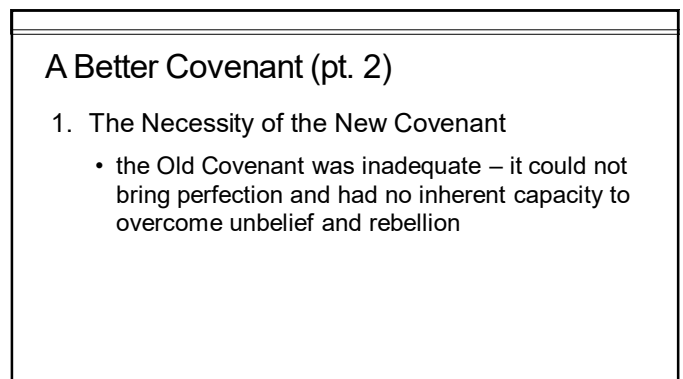 A Better Covenant (pt. 2)
1. The Necessity of the New Covenant
• the Old Covenant was inadequate – it could not
bring perfection and had no inherent capacity to
overcome unbelief and rebellion